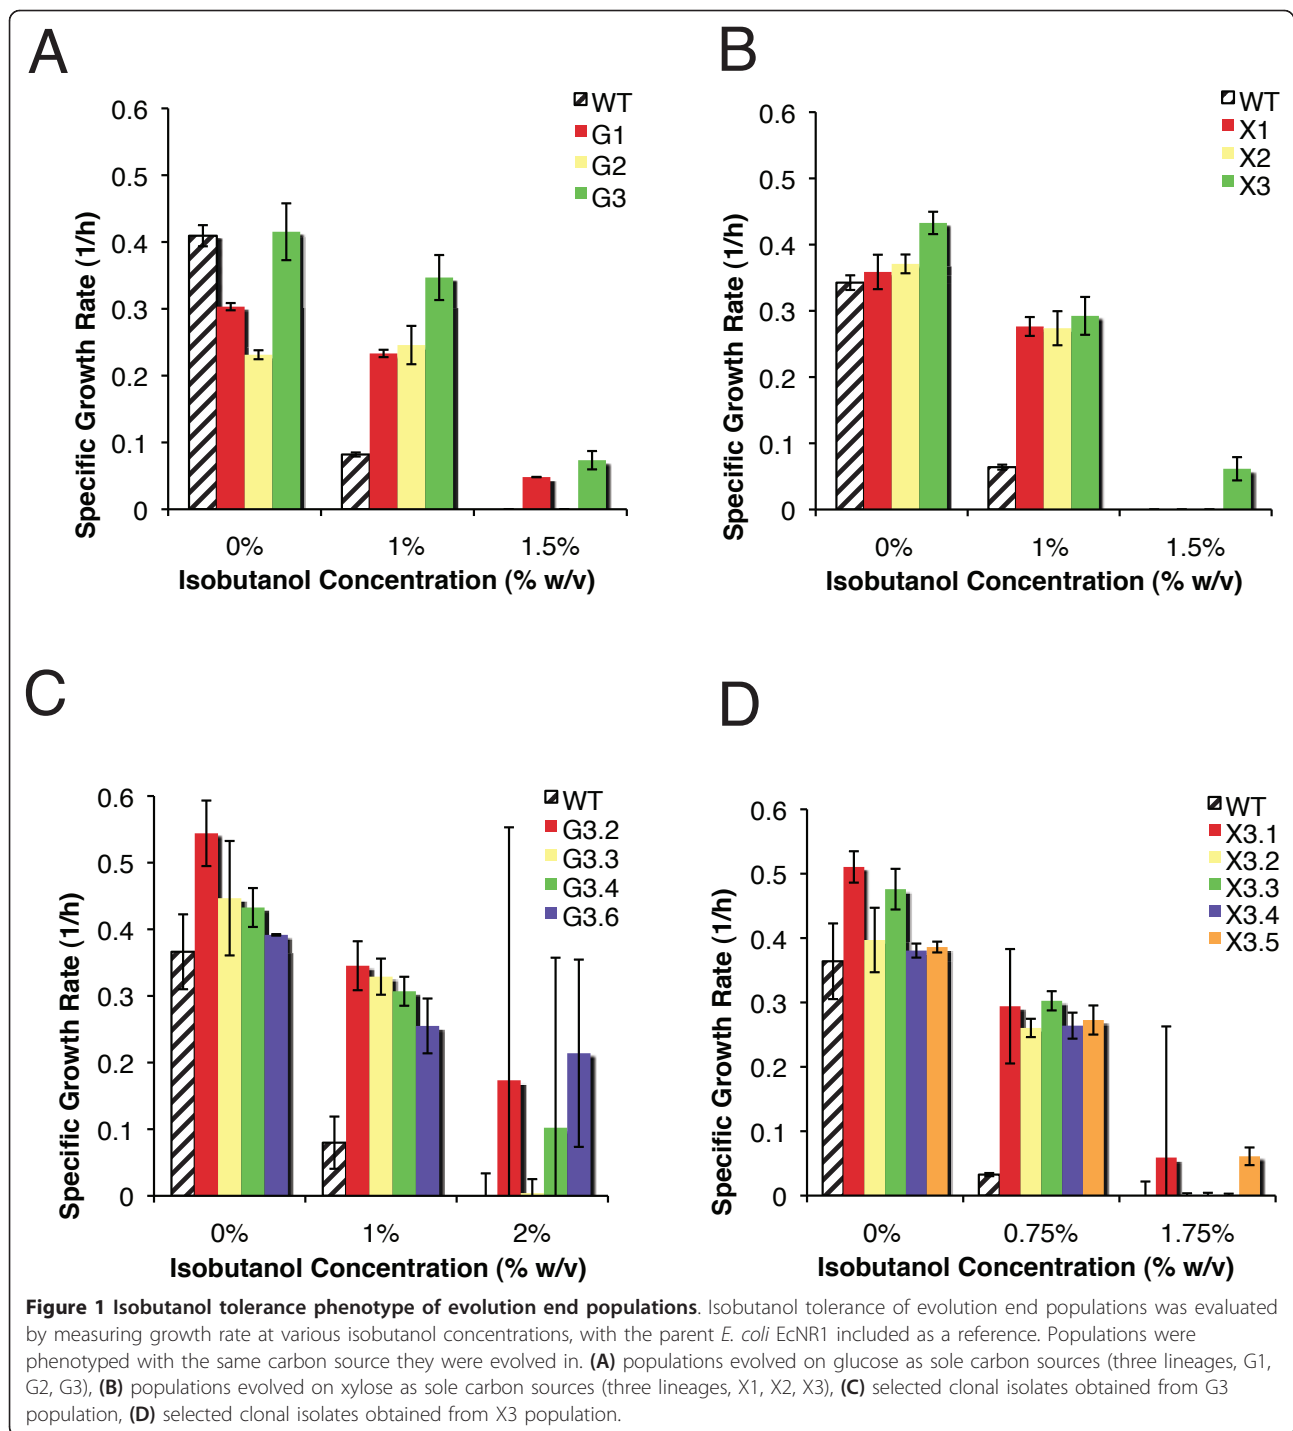 A
0.6
0.5
0.4
0.3
0.2
0.1
0
Specific Growth Rate (1/h)
WT
G1
G2
G3
0% 1% 1.5%
Isobutanol Concentration (% w/v)
B
0.6
0.5
0.4
0.3
0.2
0.1
0
Specific Growth Rate (1/h)
WT
X1
X2
X3
0% 1% 1.5%
Isobutanol Concentration (% w/v)
C
0.6
0.5
0.4
0.3
0.2
0.1
0
Specific Growth Rate (1/h)
WT
G3.2
G3.3
G3.4
G3.6
0% 1% 2%
Isobutanol Concentration (% w/v)
D
0.6
0.5
0.4
0.3
0.2
0.1
0
Specific Growth Rate (1/h)
WT
X3.1
X3.2
X3.3
X3.4
X3.5
0% 0.75% 1.75%
Isobutanol Concentration (% w/v)
Figure 1 Isobutanol tolerance phenotype of evolution end populations. Isobutanol tolerance of evolution end populations was evaluated
by measuring growth rate at various isobutanol concentrations, with the parent E. coli EcNR1 included as a reference. Populations were
phenotyped with the same carbon source they were evolved in. (A) populations evolved on glucose as sole carbon sources (three lineages, G1,
G2, G3), (B) populations evolved on xylose as sole carbon sources (three lineages, X1, X2, X3), (C) selected clonal isolates obtained from G3
population, (D) selected clonal isolates obtained from X3 population.